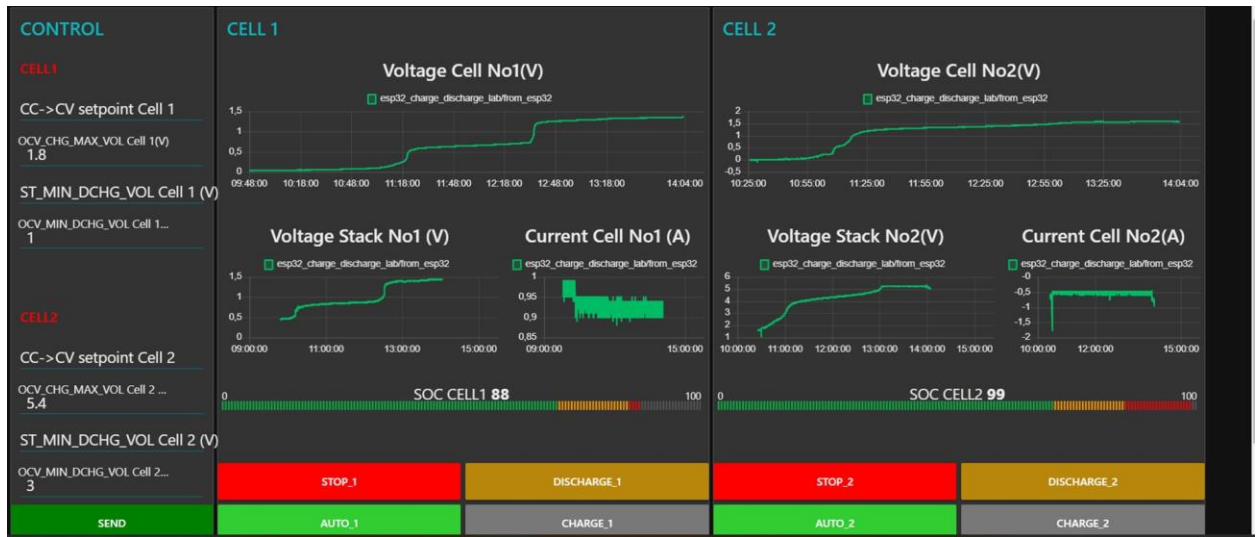 CONTROL
CELL1
CC->CV setpoint Cell 1
OCV_CHG_MAX_VOL Cell 1(V)
1.8
ST_MIN_DCHG_VOL Cell 1 (V)
OCV_MIN_DCHG_VOL Cell 1...
1
CELL2
CC->CV setpoint Cell 2
OCV_CHG_MAX_VOL Cell 2 ...
5.4
ST_MIN_DCHG_VOL Cell 2 (V)
OCV_MIN_DCHG_VOL Cell 2...
3
SEND
CELL 1
Voltage Cell No1(V)
esp32_charge_discharge_lab/from_esp32
1,5
1
0,5
0
09:48:00 10:18:00 10:48:00 11:18:00 11:48:00 12:18:00 12:48:00 13:18:00 14:04:00
Voltage Stack No1 (V)
esp32_charge_discharge_lab/from_esp32
1,5
1
0,5
0
09:00:00 11:00:00 13:00:00 15:00:00
Current Cell No1 (A)
esp32_charge_discharge_lab/from_esp32
1
0,95
0,9
0,85
09:00:00 15:00:00
SOC CELL1 88
0 100
STOP_1 DISCHARGE_1
AUTO_1 CHARGE_1
CELL 2
Voltage Cell No2(V)
esp32_charge_discharge_lab/from_esp32
2
1,5
1
0,5
0
-0,5
10:25:00 10:55:00 11:25:00 11:55:00 12:25:00 12:55:00 13:25:00 14:04:00
Voltage Stack No2(V)
esp32_charge_discharge_lab/from_esp32
6
5
4
3
2
1
10:00:00 11:00:00 12:00:00 13:00:00 14:00:00 15:00:00
Current Cell No2(A)
esp32_charge_discharge_lab/from_esp32
-0
-0,5
-1
-1,5
-2
10:00:00 12:00:00 15:00:00
SOC CELL2 99
0 100
STOP_2 DISCHARGE_2
AUTO_2 CHARGE_2